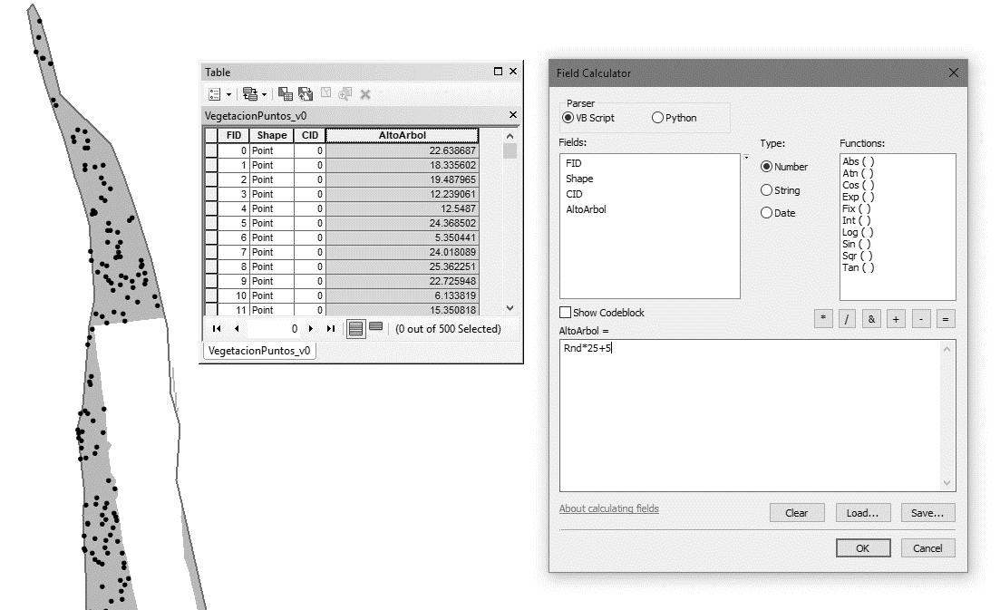 Table
VegetacionPuntos_v0
FID Shape CID AltoArbol
0 Point 0 22.638687
1 Point 0 18.335602
2 Point 0 19.487965
3 Point 0 12.239061
4 Point 0 12.5487
5 Point 0 24.368502
6 Point 0 5.350441
7 Point 0 24.018089
8 Point 0 25.362251
9 Point 0 22.725948
10 Point 0 6.133819
11 Point 0 15.350818
0 (0 out of 500 Selected)
VegetacionPuntos_v0
Field Calculator
Parser
VB Script Python
Fields:
FID
Shape
CID
AltoArbol
Type:
Number
String
Date
Functions:
Abs ( )
Atn ( )
Cos ( )
Exp ( )
Fix ( )
Int ( )
Log ( )
Sin ( )
Sqr ( )
Tan ( )
Show Codeblock
* / & + - =
AltoArbol =
Rnd*25+5
About calculating fields
Clear Load... Save...
OK Cancel